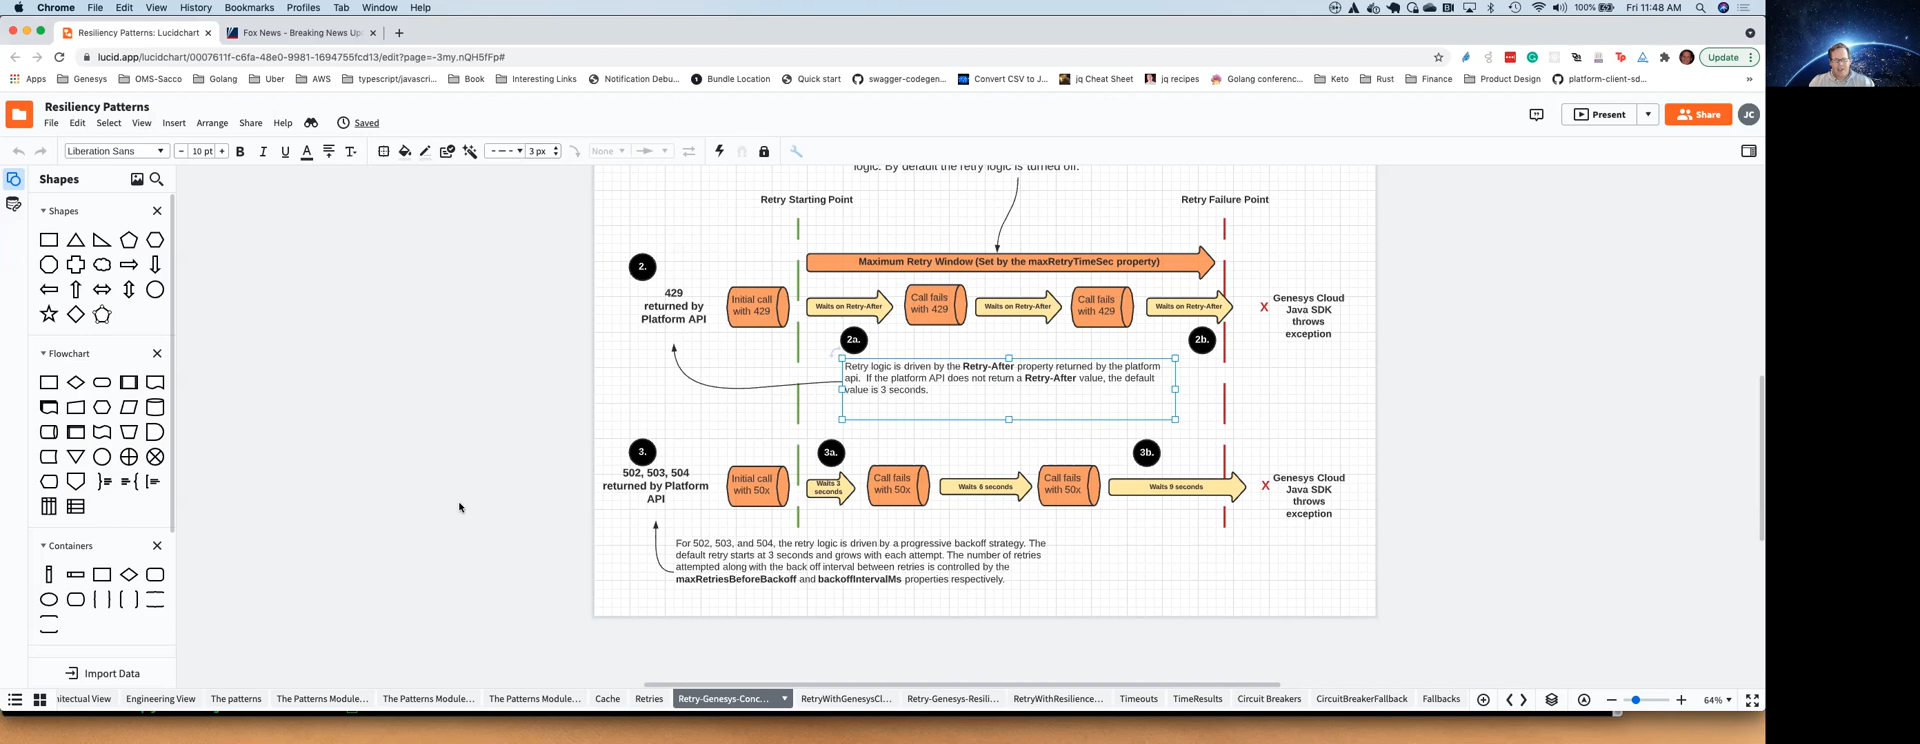 Chrome File Edit View History Bookmarks Profiles Tab Window Help 100% Fri 11:48 AM
Resiliency Patterns: Lucidchart Fox News - Breaking News Up
lucid.app/lucidchart/0007611f-c6fa-48e0-9981-1694755fcd13/edit?page=-3my.nQH5fFp# Update
Apps Genesys OMS-Sacco Golang Uber AWS typescript/javascri... Book Interesting Links Notification Debu... Bundle Location Quick start swagger-codegen... Convert CSV to J... jq Cheat Sheet jq recipes Golang conferenc... Keto Rust Finance Product Design platform-client-sd... »
Resiliency Patterns
File Edit Select View Insert Arrange Share Help Saved
Present Share JC
Liberation Sans 10 pt B I U A T 3 px None
Shapes
Shapes
Flowchart
Containers
Import Data
logic. By default the retry logic is turned off.
Retry Starting Point
Retry Failure Point
Maximum Retry Window (Set by the maxRetryTimeSec property)
2.
429
returned by
Platform API
Initial call
with 429
Waits on Retry-After
Call fails
with 429
Waits on Retry-After
Call fails
with 429
Waits on Retry-After
X
Genesys Cloud
Java SDK
throws
exception
2a.
2b.
Retry logic is driven by the Retry-After property returned by the platform
api. If the platform API does not return a Retry-After value, the default
value is 3 seconds.
3.
3a.
3b.
502, 503, 504
returned by Platform
API
Initial call
with 50x
Waits 3
seconds
Call fails
with 50x
Waits 6 seconds
Call fails
with 50x
Waits 9 seconds
X
Genesys Cloud
Java SDK
throws
exception
For 502, 503, and 504, the retry logic is driven by a progressive backoff strategy. The
default retry starts at 3 seconds and grows with each attempt. The number of retries
attempted along with the back off interval between retries is controlled by the
maxRetriesBeforeBackoff and backoffIntervalMs properties respectively.
itectual View Engineering View The patterns The Patterns Module... The Patterns Module... The Patterns Module... Cache Retries Retry-Genesys-Conc... RetryWithGenesysCl... Retry-Genesys-Resili... RetryWithResilience... Timeouts TimeResults Circuit Breakers CircuitBreakerFallback Fallbacks 64%